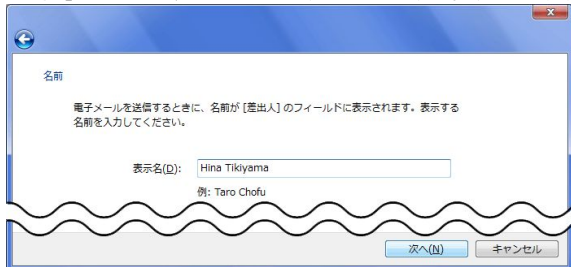 名前
電子メールを送信するときに、名前が [差出人] のフィールドに表示されます。表示する
名前を入力してください。
表示名(D): Hina Tikiyama
例: Taro Chofu
次へ(N) キャンセル